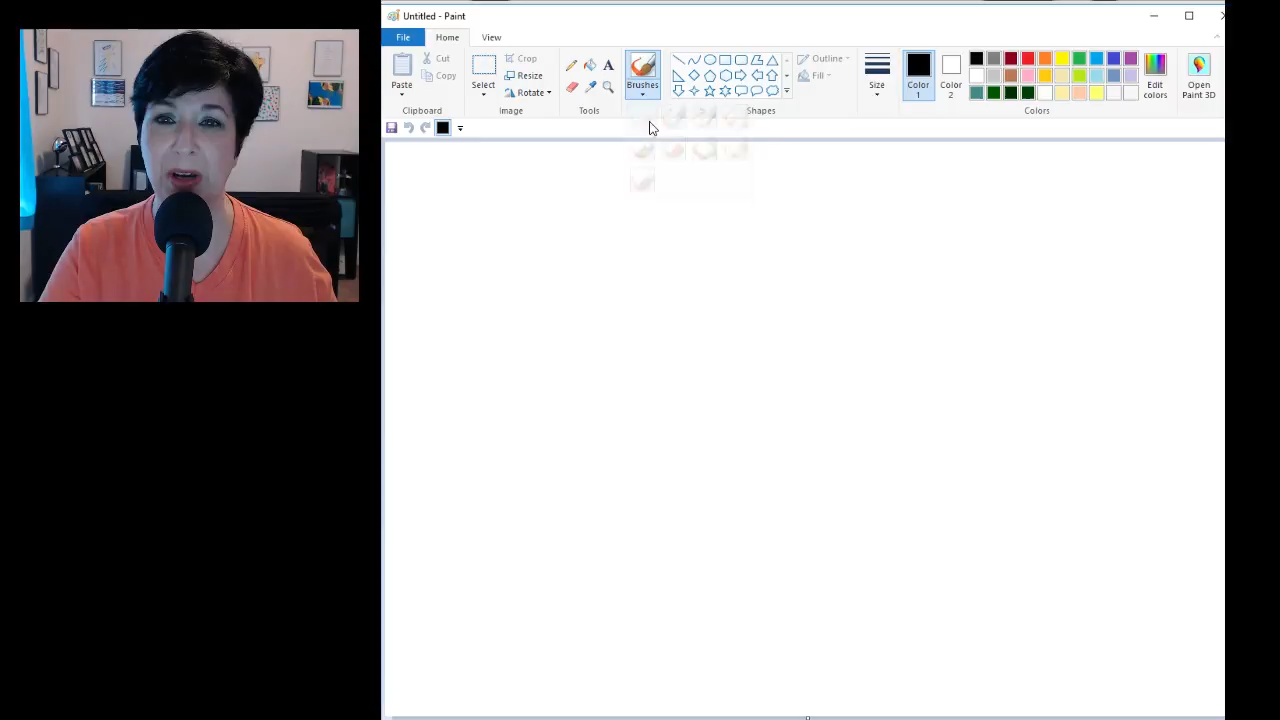 Untitled - Paint
File Home View
Cut
Copy
Paste
Clipboard
Crop
Resize
Rotate
Select
Image
A
Tools
Brushes
Outline
Fill
Shapes
Size
Color 1
Color 2
Edit colors
Colors
Open Paint 3D